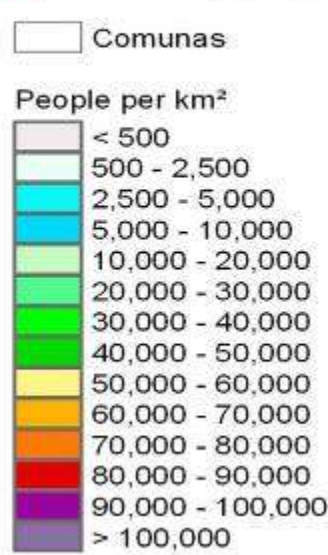 Comunas
People per km²
< 500
500 - 2,500
2,500 - 5,000
5,000 - 10,000
10,000 - 20,000
20,000 - 30,000
30,000 - 40,000
40,000 - 50,000
50,000 - 60,000
60,000 - 70,000
70,000 - 80,000
80,000 - 90,000
90,000 - 100,000
> 100,000